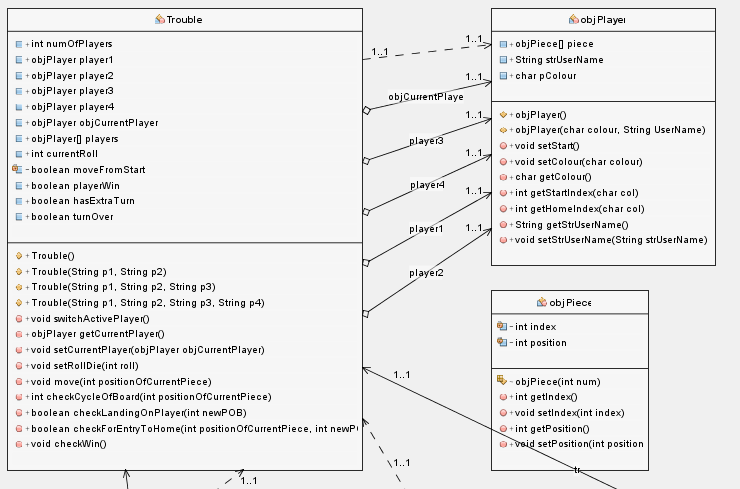 Trouble
+ int numOfPlayers
+ objPlayer player1
+ objPlayer player2
+ objPlayer player3
+ objPlayer player4
+ objPlayer objCurrentPlayer
+ objPlayer[] players
+ int currentRoll
- boolean moveFromStart
+ boolean playerWin
+ boolean hasExtraTurn
+ boolean turnOver
+ Trouble()
+ Trouble(String p1, String p2)
+ Trouble(String p1, String p2, String p3)
+ Trouble(String p1, String p2, String p3, String p4)
+ void switchActivePlayer()
+ objPlayer getCurrentPlayer()
+ void setCurrentPlayer(objPlayer objCurrentPlayer)
+ void setRollDie(int roll)
+ void move(int positionOfCurrentPiece)
+ int checkCycleOfBoard(int positionOfCurrentPiece)
+ boolean checkLandingOnPlayer(int newPOB)
+ boolean checkForEntryToHome(int positionOfCurrentPiece, int newP
+ void checkWin()
1..1
1..1
1..1
objCurrentPlaye
1..1
player3
1..1
player4
1..1
player1
1..1
player2
objPlayer
+ objPiece[] piece
+ String strUserName
+ char pColour
+ objPlayer()
+ objPlayer(char colour, String UserName)
+ void setStart()
+ void setColour(char colour)
+ char getColour()
+ int getStartIndex(char col)
+ int getHomeIndex(char col)
+ String getStrUserName()
+ void setStrUserName(String strUserName)
objPiece
- int index
- int position
+ objPiece(int num)
+ int getIndex()
+ void setIndex(int index)
+ int getPosition()
+ void setPosition(int position
1..1
1..1
1..1
tr